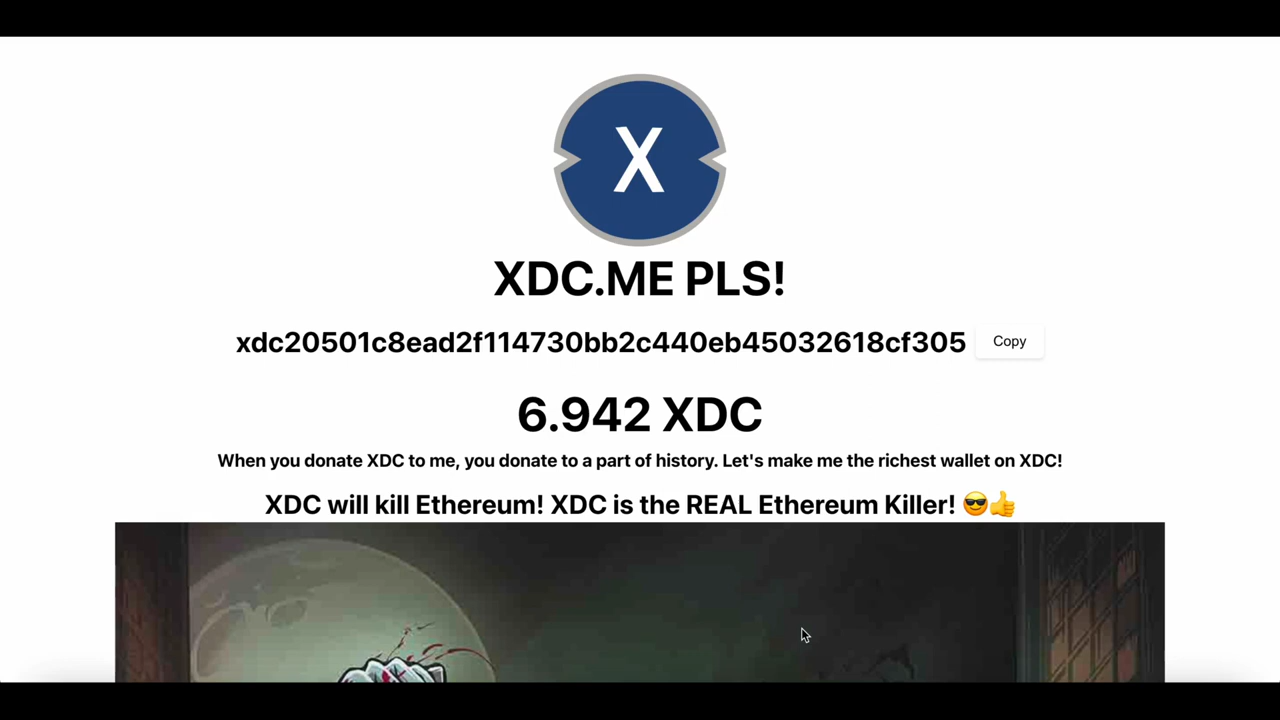 X
XDC.ME PLS!
xdc20501c8ead2f114730bb2c440eb45032618cf305 Copy
6.942 XDC
When you donate XDC to me, you donate to a part of history. Let's make me the richest wallet on XDC!
XDC will kill Ethereum! XDC is the REAL Ethereum Killer! 😎👍